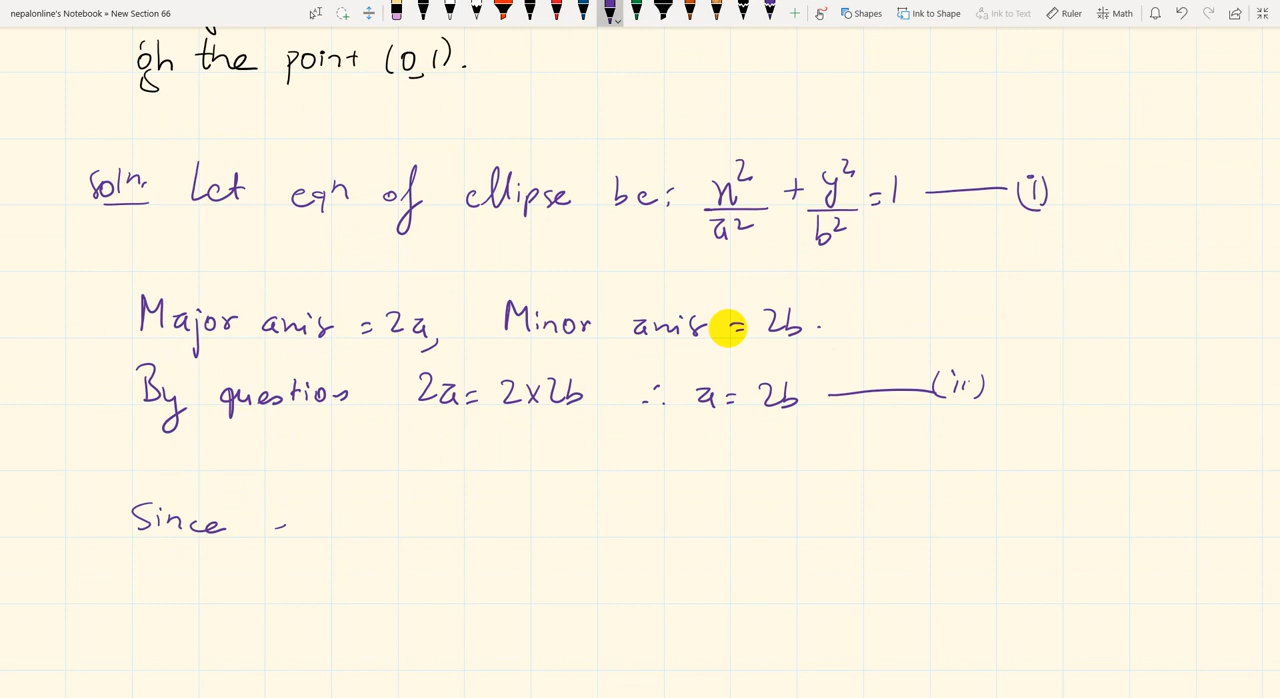 nepalonline's Notebook » New Section 66
Shapes Ink to Shape Ink to Text Ruler Math
gh the point (0,1).
Soln. Let eqn of ellipse be: x²/a² + y²/b² = 1 —— (i)
Major axis = 2a, Minor axis = 2b.
By question 2a = 2×2b ∴ a = 2b —— (ii)
Since